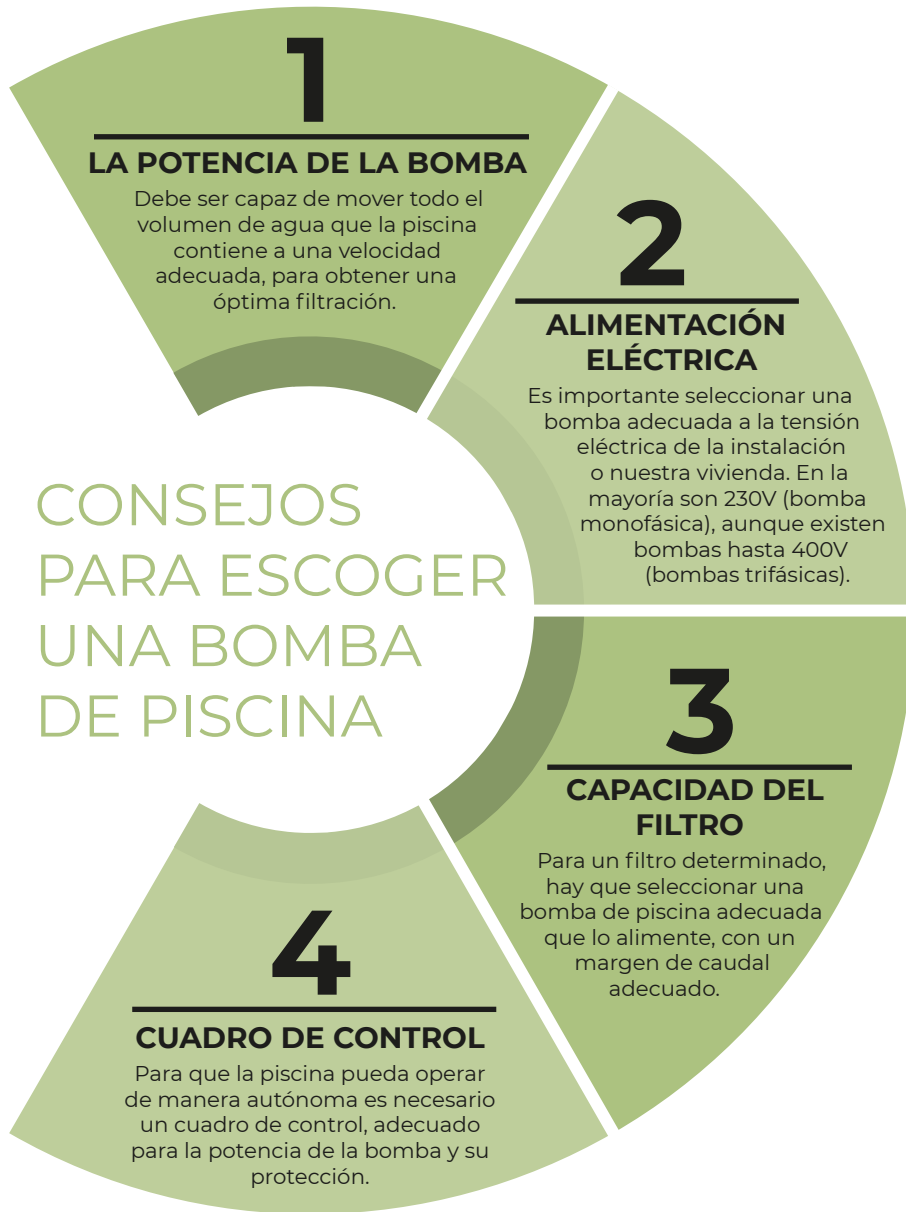 1
LA POTENCIA DE LA BOMBA
Debe ser capaz de mover todo el
volumen de agua que la piscina
contiene a una velocidad
adecuada, para obtener una
óptima filtración.
2
ALIMENTACIÓN
ELÉCTRICA
Es importante seleccionar una
bomba adecuada a la tensión
eléctrica de la instalación
o nuestra vivienda. En la
mayoría son 230V (bomba
monofásica), aunque existen
bombas hasta 400V
(bombas trifásicas).
CONSEJOS
PARA ESCOGER
UNA BOMBA
DE PISCINA
3
CAPACIDAD DEL
FILTRO
Para un filtro determinado,
hay que seleccionar una
bomba de piscina adecuada
que lo alimente, con un
margen de caudal
adecuado.
4
CUADRO DE CONTROL
Para que la piscina pueda operar
de manera autónoma es necesario
un cuadro de control, adecuado
para la potencia de la bomba y su
protección.